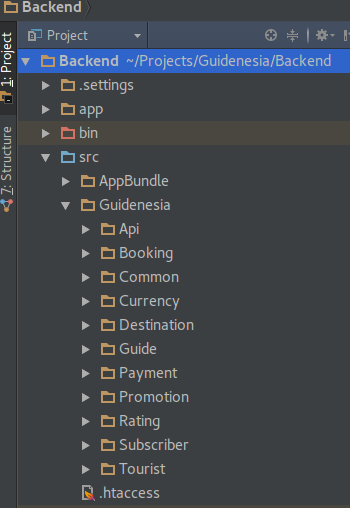 Backend
1: Project
7: Structure
Project
Backend ~/Projects/Guidenesia/Backend
.settings
app
bin
src
AppBundle
Guidenesia
Api
Booking
Common
Currency
Destination
Guide
Payment
Promotion
Rating
Subscriber
Tourist
.htaccess